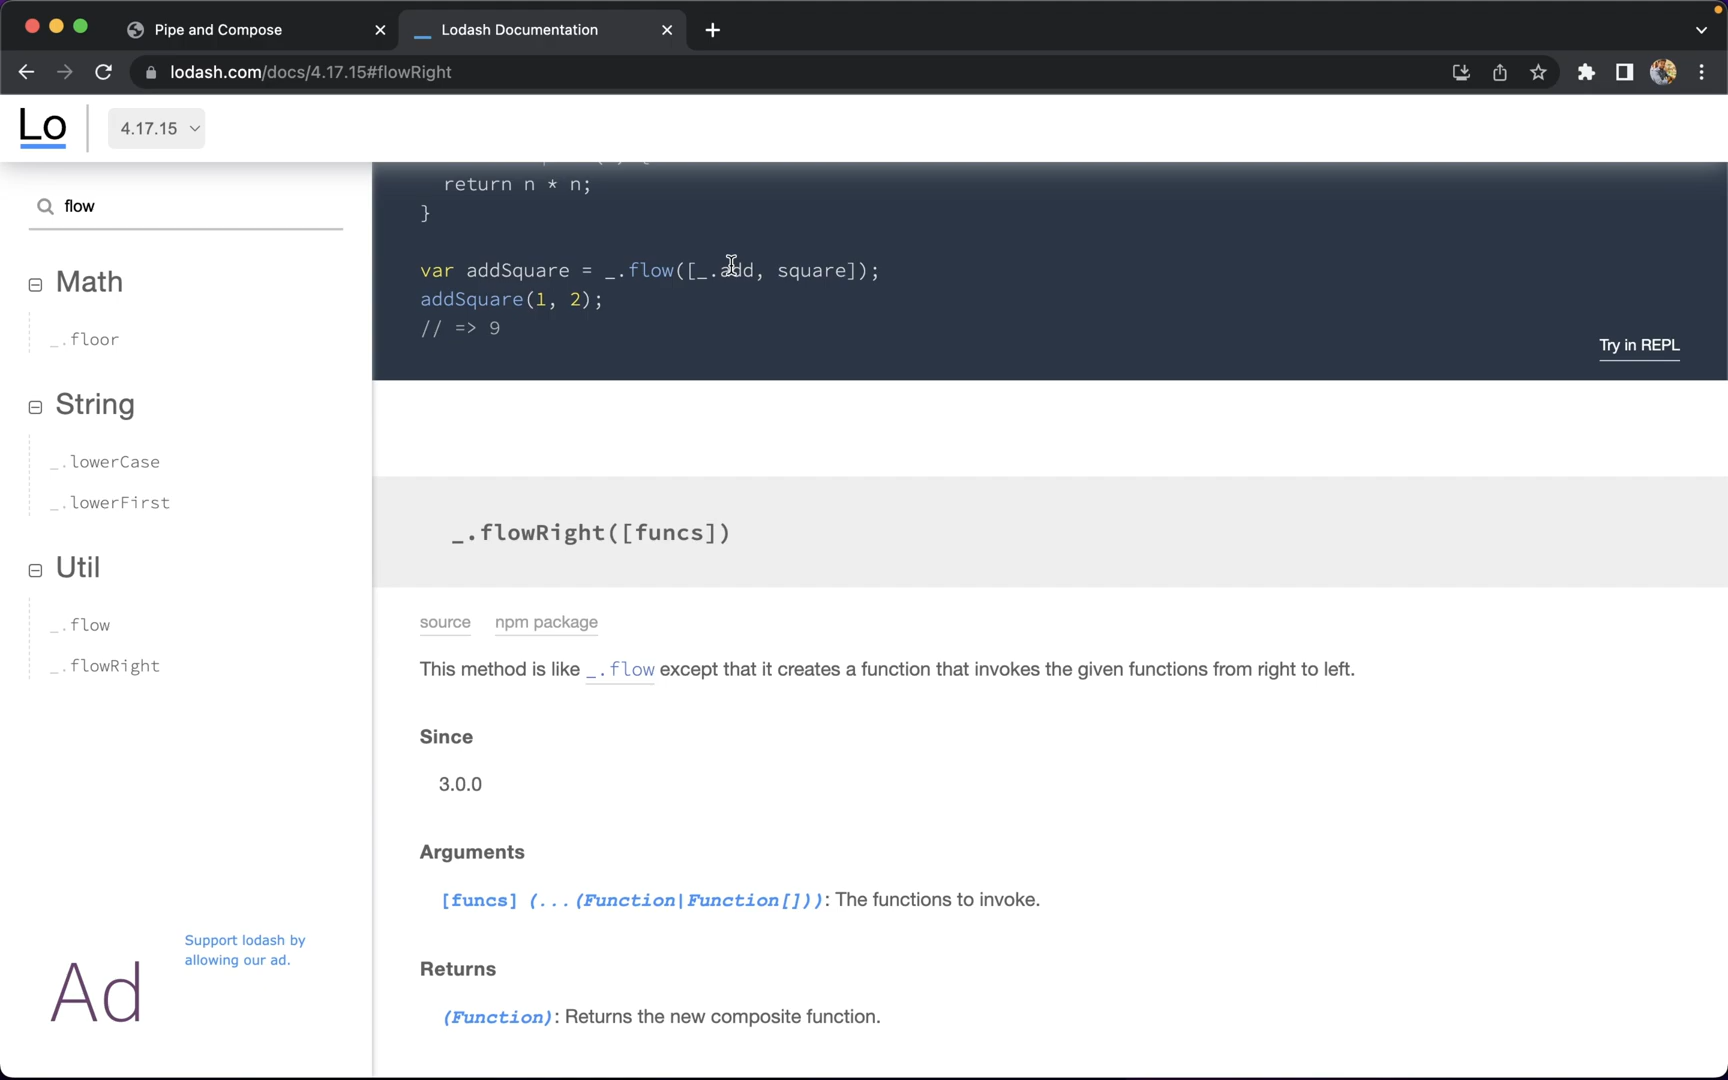 Pipe and Compose
Lodash Documentation
lodash.com/docs/4.17.15#flowRight
Lo
4.17.15
flow
Math
_.floor
String
_.lowerCase
_.lowerFirst
Util
_.flow
_.flowRight
Ad
Support lodash by
allowing our ad.
return n * n;
}
var addSquare = _.flow([_.add, square]);
addSquare(1, 2);
// => 9
Try in REPL
_.flowRight([funcs])
source npm package
This method is like _.flow except that it creates a function that invokes the given functions from right to left.
Since
3.0.0
Arguments
[funcs] (...(Function|Function[])): The functions to invoke.
Returns
(Function): Returns the new composite function.